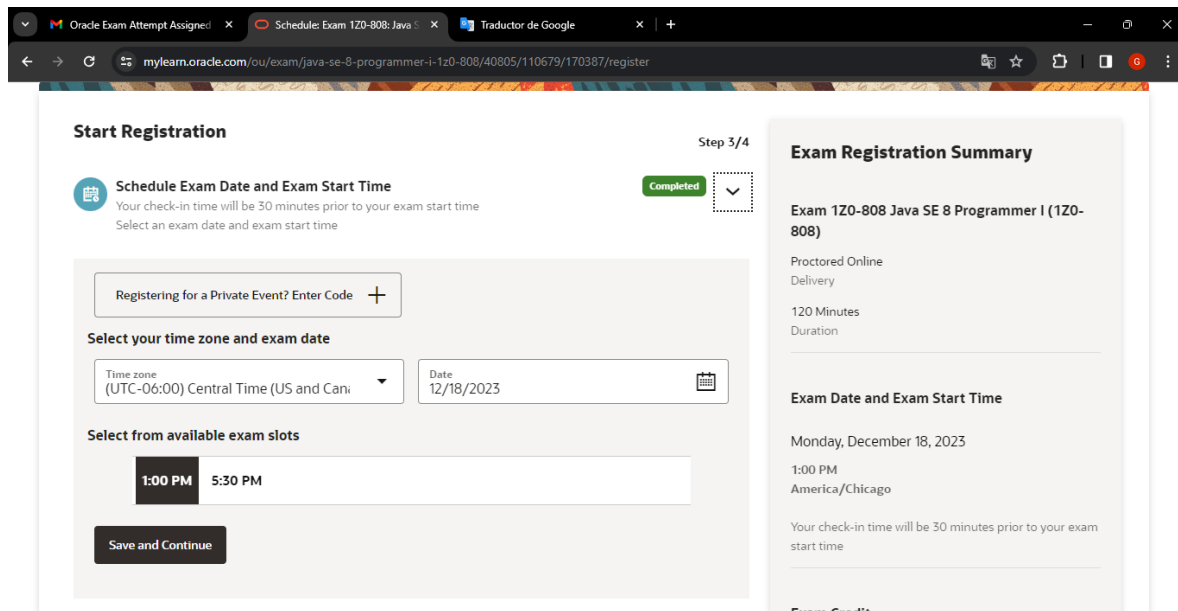 Oracle Exam Attempt Assigned
Schedule: Exam 1Z0-808: Java S
Traductor de Google
mylearn.oracle.com/ou/exam/java-se-8-programmer-i-1z0-808/40805/110679/170387/register
G
Start Registration
Step 3/4
Schedule Exam Date and Exam Start Time
Completed
Your check-in time will be 30 minutes prior to your exam start time
Select an exam date and exam start time
Registering for a Private Event? Enter Code
Select your time zone and exam date
Time zone
(UTC-06:00) Central Time (US and Cana
Date
12/18/2023
Select from available exam slots
1:00 PM 5:30 PM
Save and Continue
Exam Registration Summary
Exam 1Z0-808 Java SE 8 Programmer I (1Z0-
808)
Proctored Online
Delivery
120 Minutes
Duration
Exam Date and Exam Start Time
Monday, December 18, 2023
1:00 PM
America/Chicago
Your check-in time will be 30 minutes prior to your exam
start time
Exam Credit